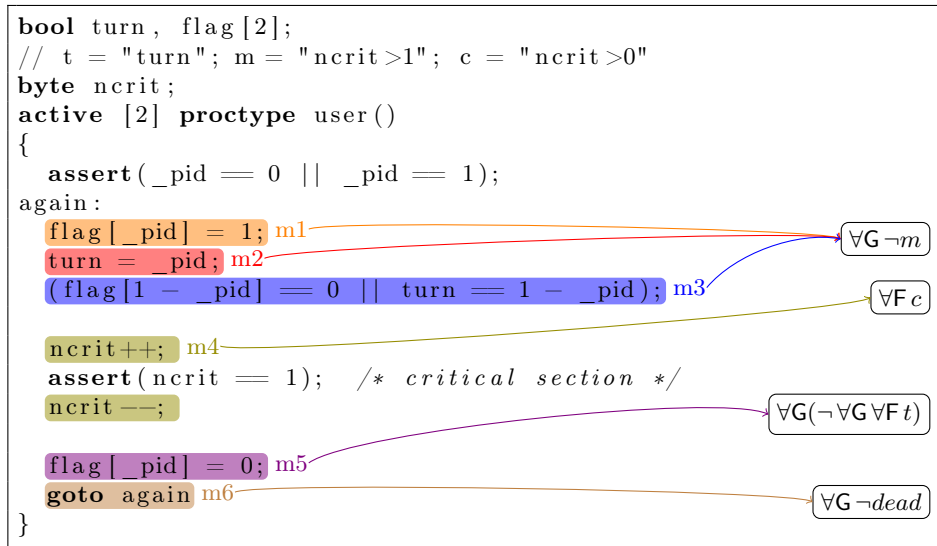 bool turn, flag[2];
// t = "turn"; m = "ncrit>1"; c = "ncrit>0"
byte ncrit;
active [2] proctype user()
{
assert(_pid == 0 || _pid == 1);
again:
flag[_pid] = 1; m1
∀G ¬m
turn = _pid; m2
(flag[1 - _pid] == 0 || turn == 1 - _pid); m3
∀F c
ncrit++; m4
assert(ncrit == 1); /* critical section */
ncrit--;
∀G(¬ ∀G ∀F t)
flag[_pid] = 0; m5
goto again m6
∀G ¬dead
}